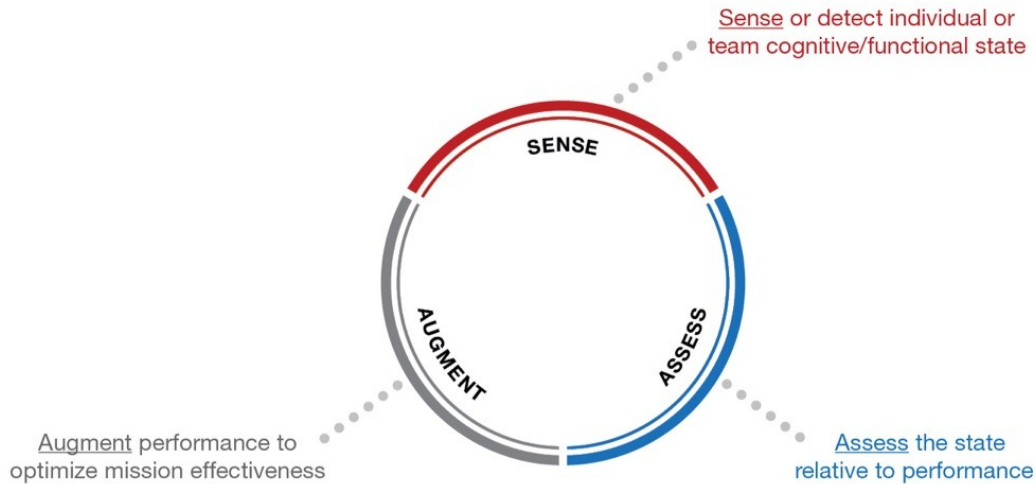 Sense or detect individual or
team cognitive/functional state
SENSE
AUGMENT
ASSESS
Augment performance to
optimize mission effectiveness
Assess the state
relative to performance